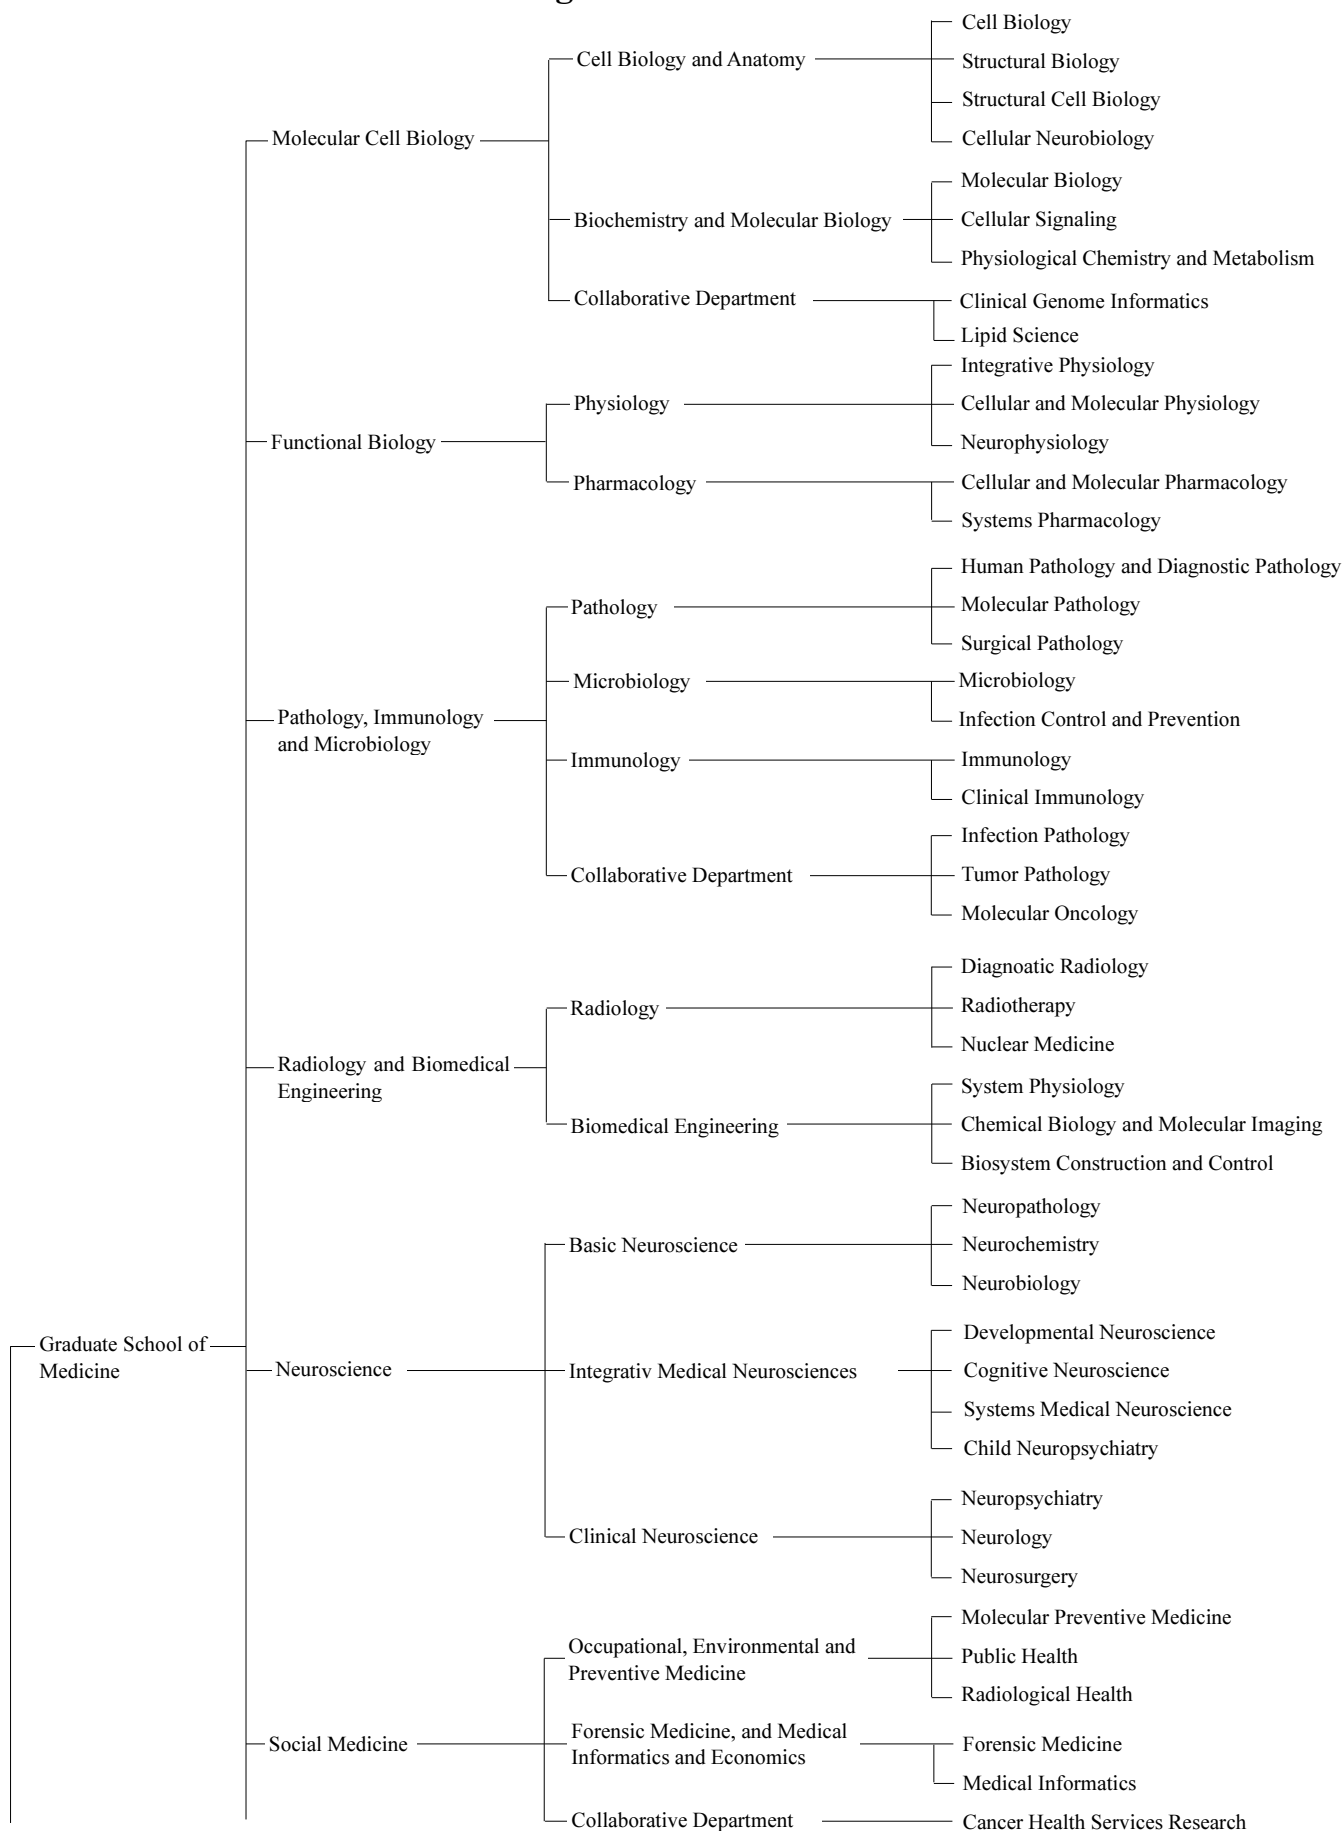 Cell Biology
Cell Biology and Anatomy
Structural Biology
Structural Cell Biology
Molecular Cell Biology
Cellular Neurobiology
Molecular Biology
Biochemistry and Molecular Biology
Cellular Signaling
Physiological Chemistry and Metabolism
Collaborative Department
Clinical Genome Informatics
Lipid Science
Integrative Physiology
Physiology
Cellular and Molecular Physiology
Functional Biology
Neurophysiology
Pharmacology
Cellular and Molecular Pharmacology
Systems Pharmacology
Human Pathology and Diagnostic Pathology
Pathology
Molecular Pathology
Surgical Pathology
Microbiology
Microbiology
Pathology, Immunology
and Microbiology
Infection Control and Prevention
Immunology
Immunology
Clinical Immunology
Infection Pathology
Collaborative Department
Tumor Pathology
Molecular Oncology
Diagnoatic Radiology
Radiology
Radiotherapy
Nuclear Medicine
Radiology and Biomedical
Engineering
System Physiology
Biomedical Engineering
Chemical Biology and Molecular Imaging
Biosystem Construction and Control
Neuropathology
Basic Neuroscience
Neurochemistry
Neurobiology
Developmental Neuroscience
Graduate School of
Medicine
Neuroscience
Integrativ Medical Neurosciences
Cognitive Neuroscience
Systems Medical Neuroscience
Child Neuropsychiatry
Neuropsychiatry
Clinical Neuroscience
Neurology
Neurosurgery
Molecular Preventive Medicine
Occupational, Environmental and
Preventive Medicine
Public Health
Radiological Health
Social Medicine
Forensic Medicine, and Medical
Informatics and Economics
Forensic Medicine
Medical Informatics
Collaborative Department
Cancer Health Services Research